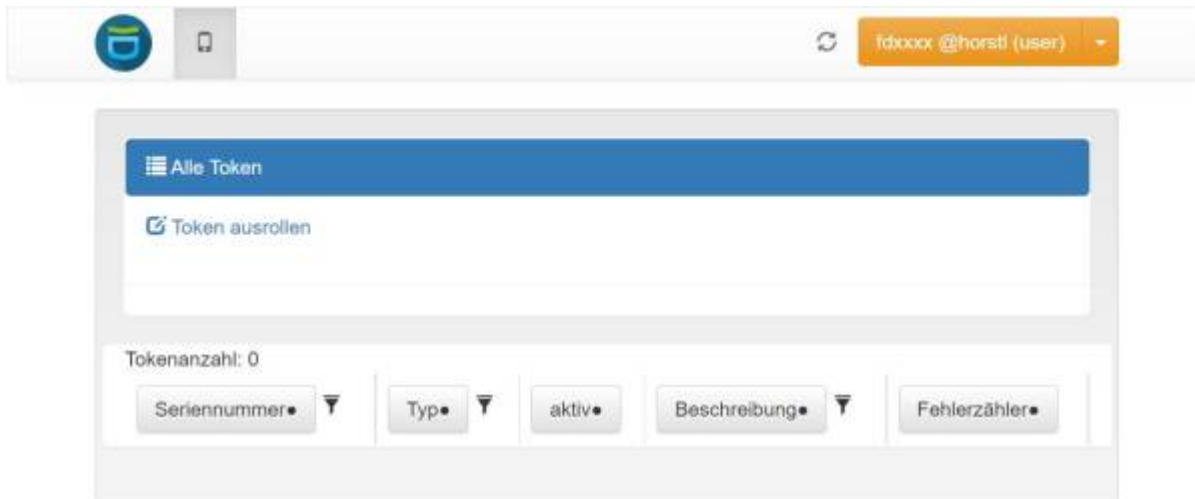 fdxxxx @horstl (user)
Alle Token
Token ausrollen
Tokenanzahl: 0
Seriennummer● Typ● aktiv● Beschreibung● Fehlerzähler●